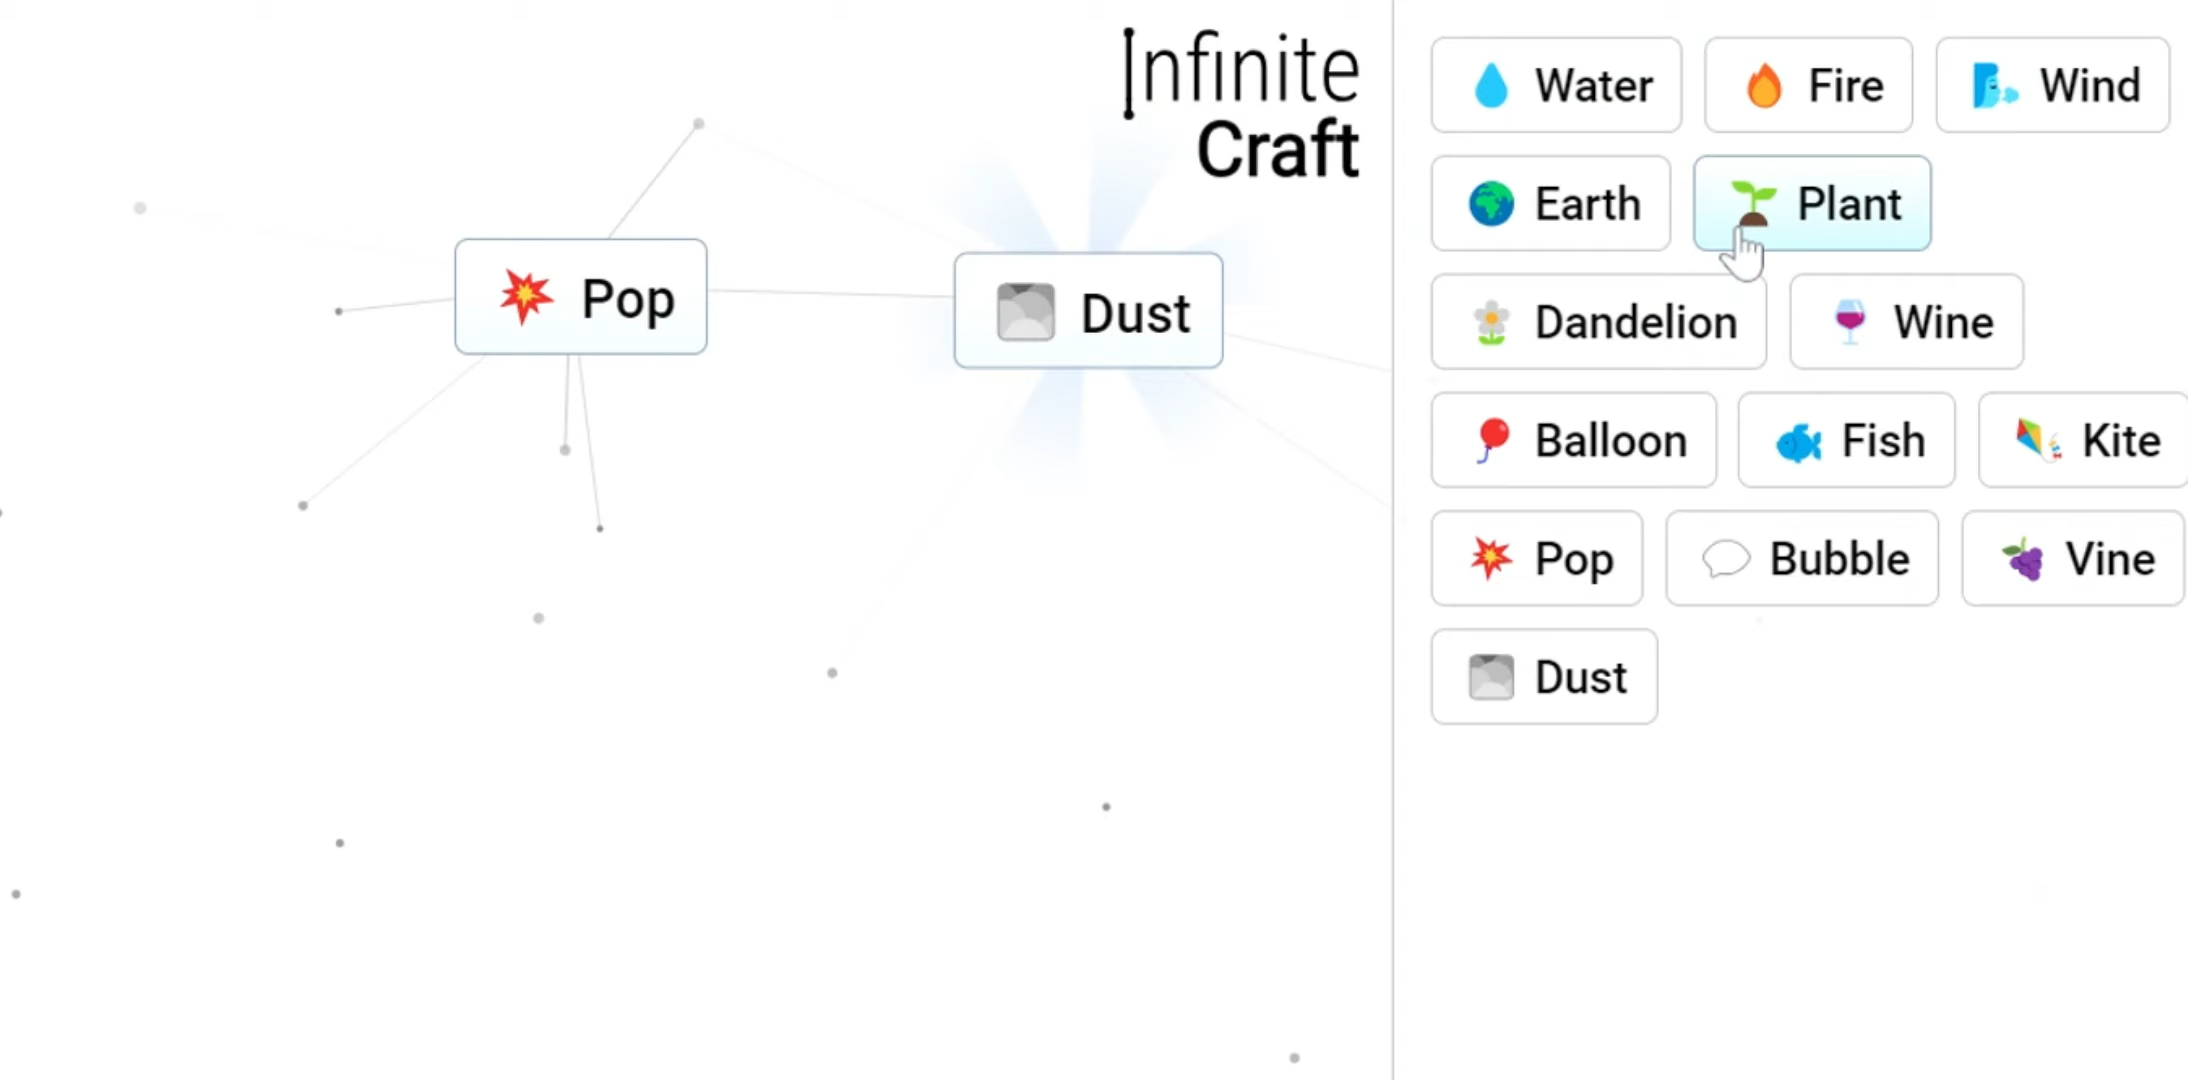 Infinite
Craft
Pop
Dust
Water Fire Wind
Earth Plant
Dandelion Wine
Balloon Fish Kite
Pop Bubble Vine
Dust